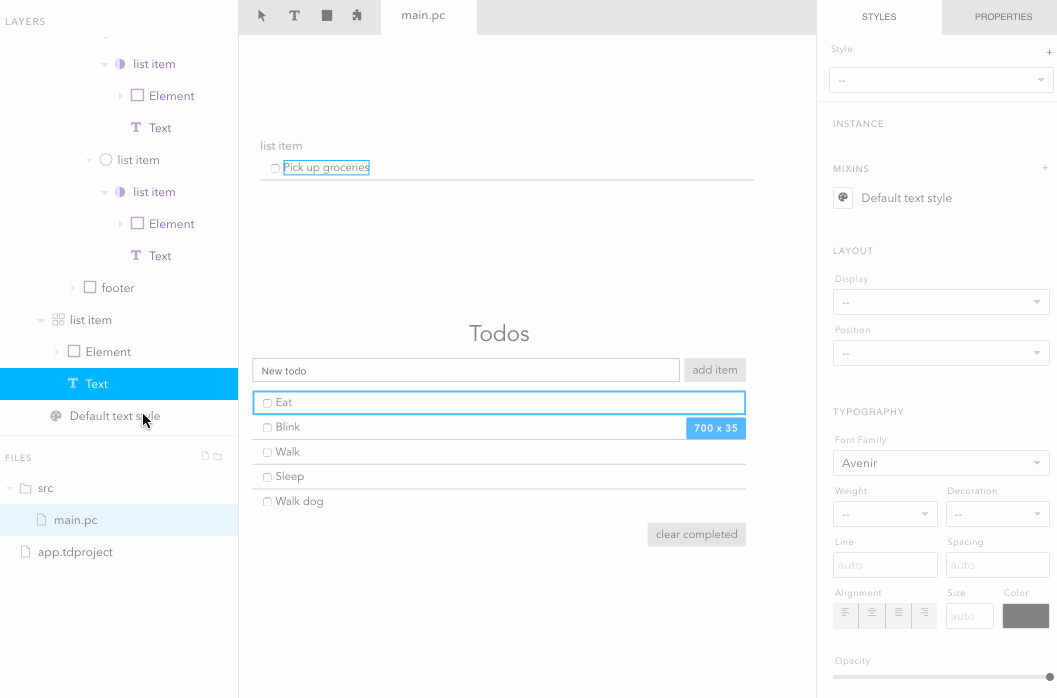 LAYERS
list item
Element
Text
list item
list item
Element
Text
footer
list item
Element
Text
Default text style
FILES
src
main.pc
app.tdproject
T
main.pc
list item
Pick up groceries
Todos
New todo
add item
Eat
Blink
700 x 35
Walk
Sleep
Walk dog
clear completed
STYLES
PROPERTIES
Style
+
--
INSTANCE
MIXINS
+
Default text style
LAYOUT
Display
--
Position
--
TYPOGRAPHY
Font Family
Avenir
Weight
Decoration
--
--
Line
Spacing
auto
auto
Alignment
Size
Color
auto
Opacity